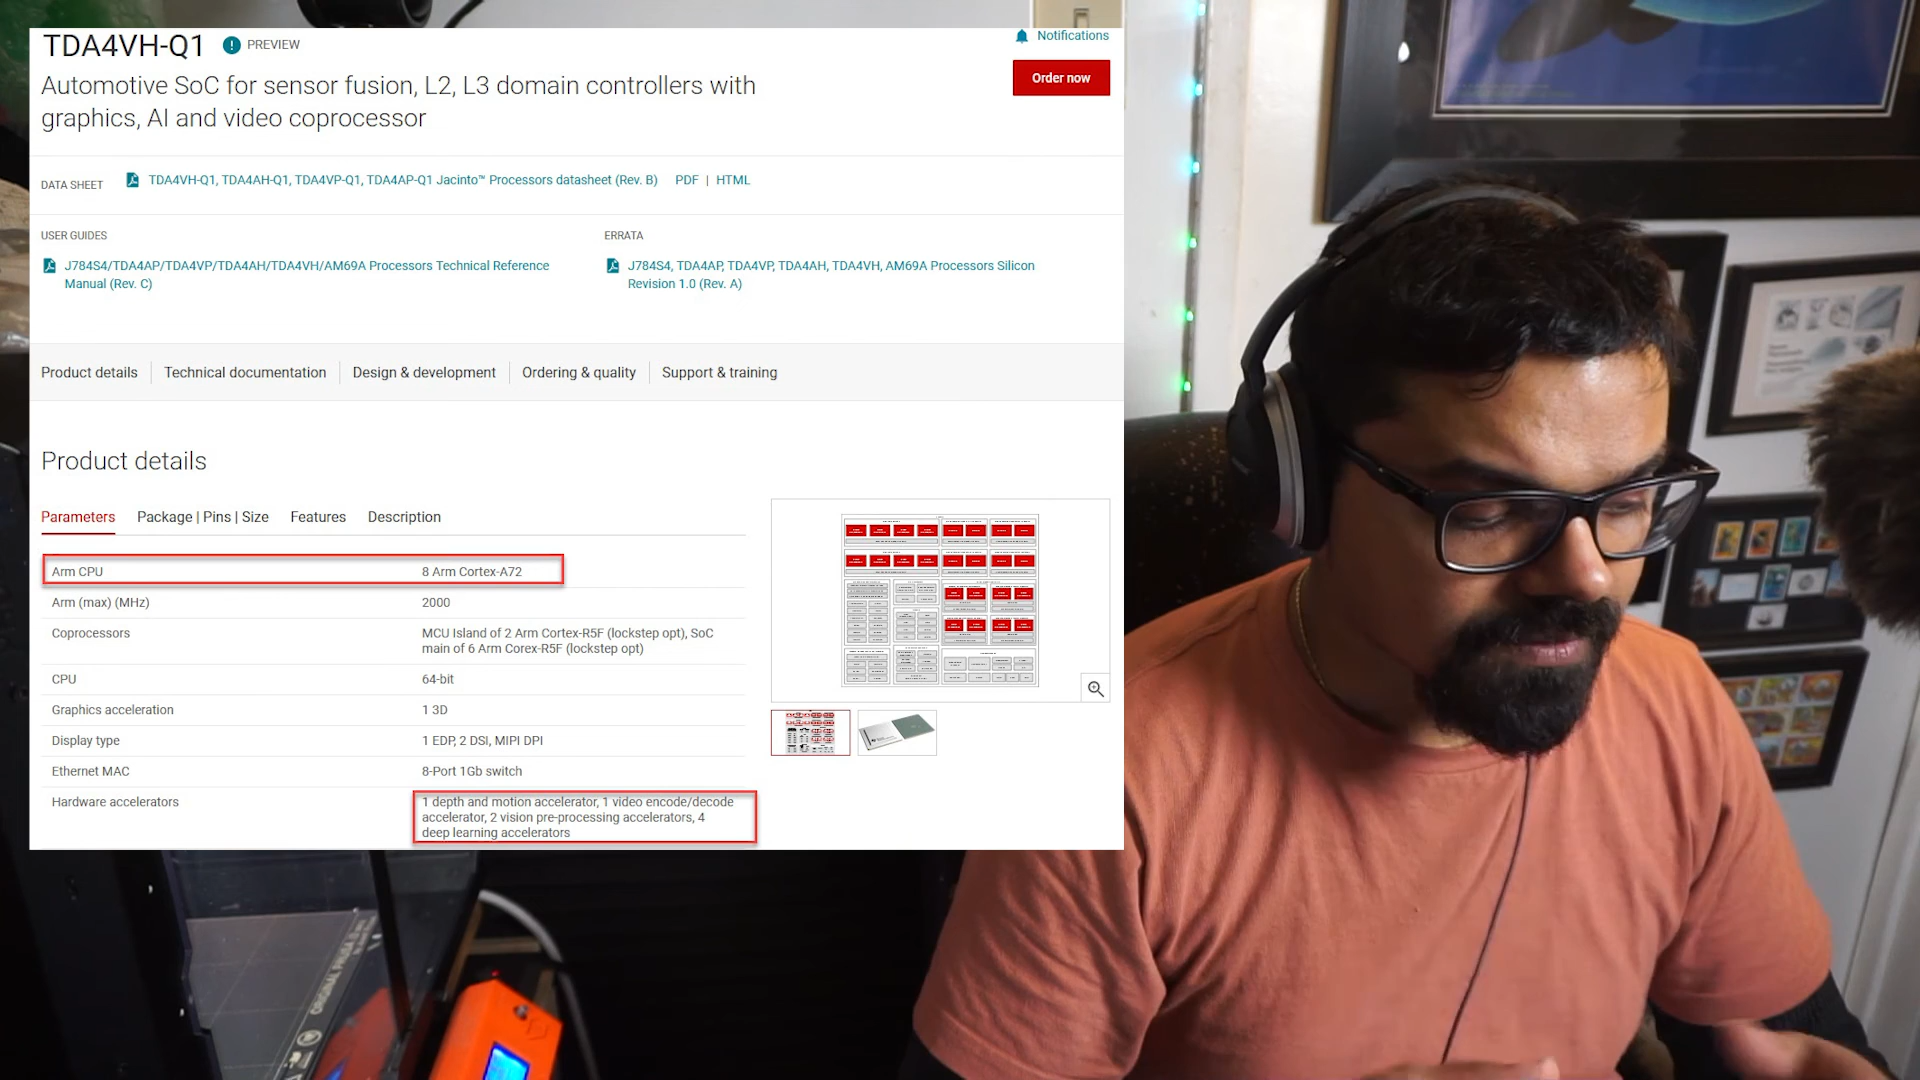 TDA4VH-Q1
! PREVIEW
Notifications
Automotive SoC for sensor fusion, L2, L3 domain controllers with
graphics, AI and video coprocessor
Order now
DATA SHEET
TDA4VH-Q1, TDA4AH-Q1, TDA4VP-Q1, TDA4AP-Q1 Jacinto™ Processors datasheet (Rev. B) PDF | HTML
USER GUIDES
J784S4/TDA4AP/TDA4VP/TDA4AH/TDA4VH/AM69A Processors Technical Reference
Manual (Rev. C)
ERRATA
J784S4, TDA4AP, TDA4VP, TDA4AH, TDA4VH, AM69A Processors Silicon
Revision 1.0 (Rev. A)
Product details | Technical documentation | Design & development | Ordering & quality | Support & training
Product details
Parameters Package | Pins | Size Features Description
Arm CPU 8 Arm Cortex-A72
Arm (max) (MHz) 2000
Coprocessors MCU Island of 2 Arm Cortex-R5F (lockstep opt), SoC
main of 6 Arm Corex-R5F (lockstep opt)
CPU 64-bit
Graphics acceleration 1 3D
Display type 1 EDP, 2 DSI, MIPI DPI
Ethernet MAC 8-Port 1Gb switch
Hardware accelerators 1 depth and motion accelerator, 1 video encode/decode
accelerator, 2 vision pre-processing accelerators, 4
deep learning accelerators
ORIGINAL PRUSA